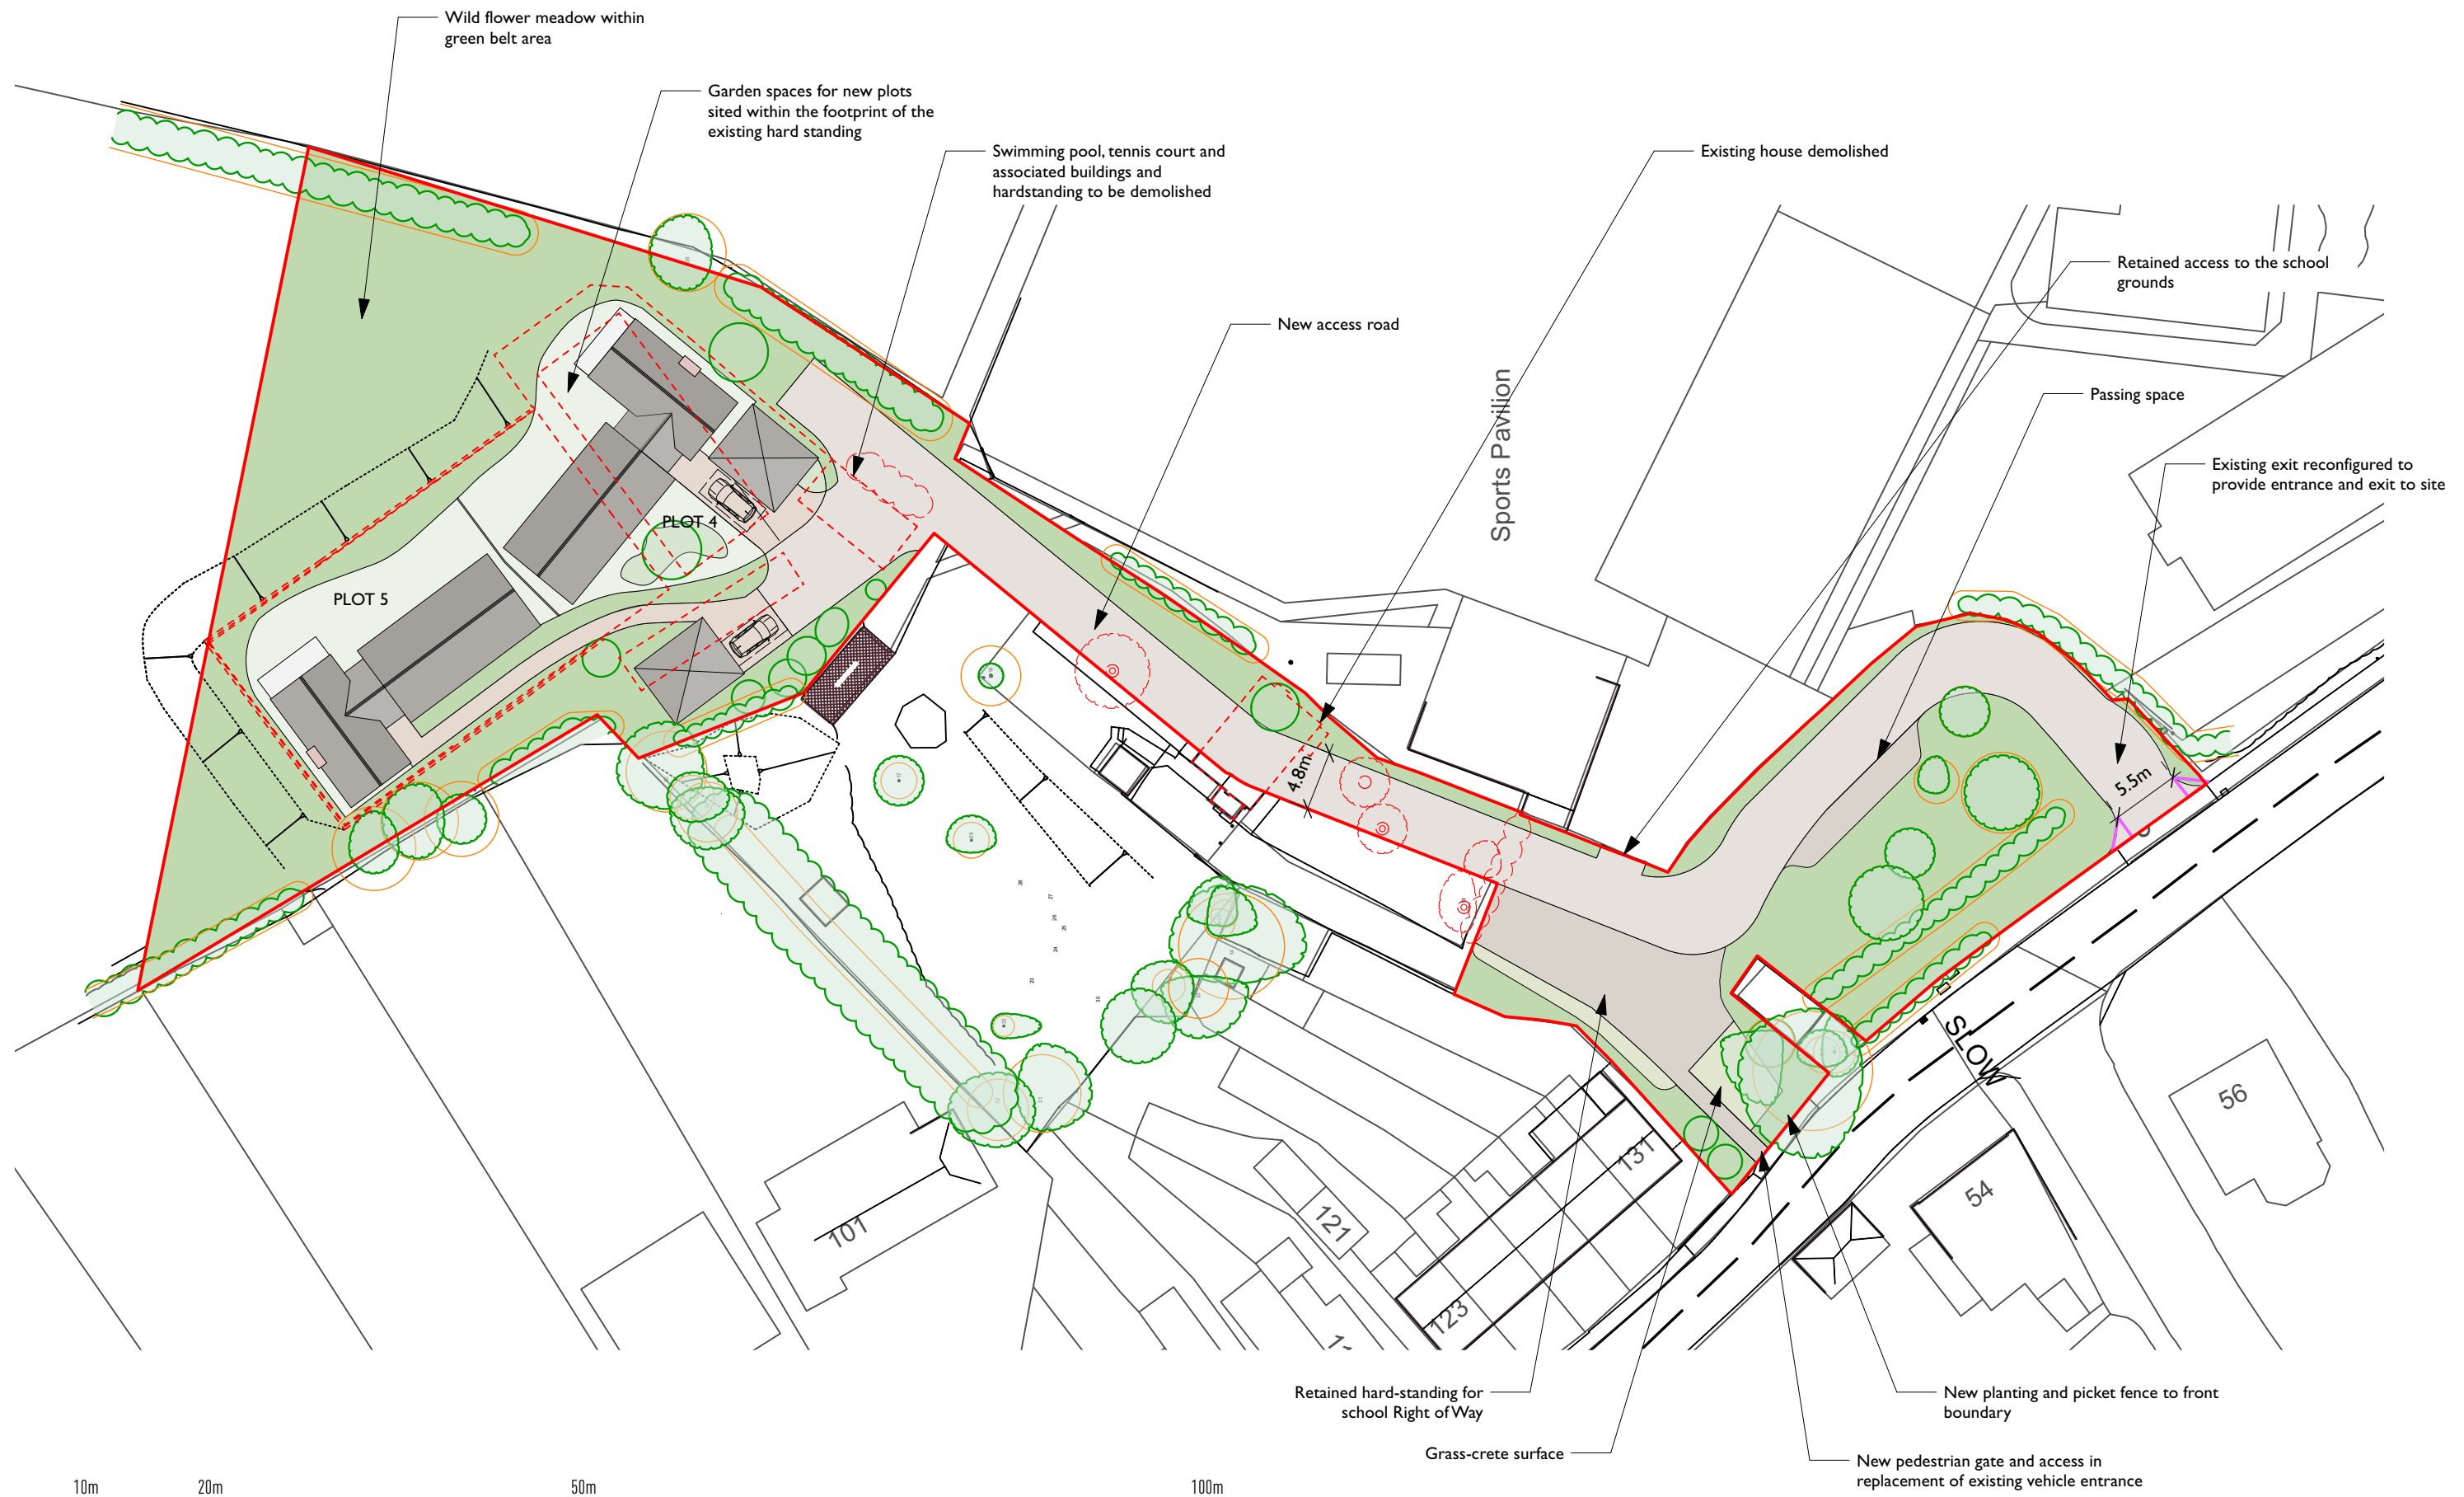 Wild flower meadow within
green belt area
Garden spaces for new plots
sited within the footprint of the
existing hard standing
Swimming pool, tennis court and
associated buildings and
hardstanding to be demolished
Existing house demolished
Retained access to the school
grounds
New access road
Passing space
Existing exit reconfigured to
provide entrance and exit to site
Sports Pavilion
PLOT 4
PLOT 5
4.8m
5.5m
SLOW
56
54
131
121
123
101
Retained hard-standing for
school Right of Way
Grass-crete surface
New planting and picket fence to front
boundary
New pedestrian gate and access in
replacement of existing vehicle entrance
10m
20m
50m
100m